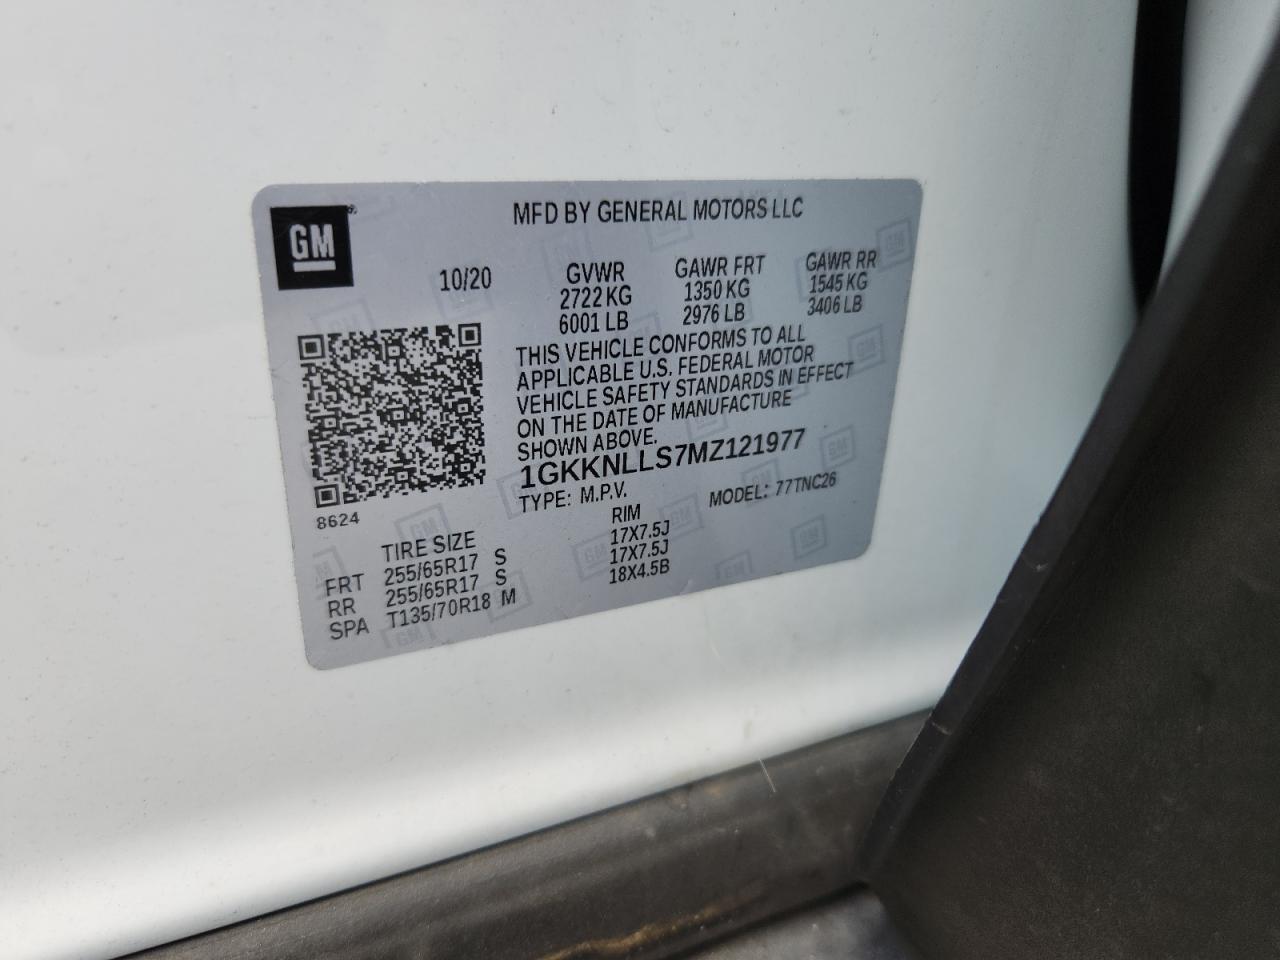 MFD BY GENERAL MOTORS LLC
GM
10/20 GVWR GAWR FRT GAWR RR
2722 KG 1350 KG 1545 KG
6001 LB 2976 LB 3406 LB
THIS VEHICLE CONFORMS TO ALL
APPLICABLE U.S. FEDERAL MOTOR
VEHICLE SAFETY STANDARDS IN EFFECT
ON THE DATE OF MANUFACTURE
SHOWN ABOVE.
1GKKNLLS7MZ121977
TYPE: M.P.V. MODEL: 77TNC26
8624
TIRE SIZE RIM
FRT 255/65R17 S 17X7.5J
RR 255/65R17 S 17X7.5J
SPA T135/70R18 M 18X4.5B